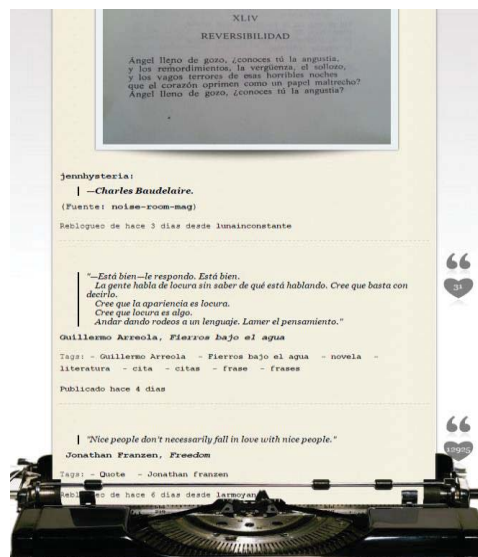 XLIV
REVERSIBILIDAD
Ángel lleno de gozo, ¿conoces tú la angustia,
y los remordimientos, la vergüenza, el sollozo,
y los vagos terrores de esas horribles noches
que el corazón oprimen como un papel maltrecho?
Ángel lleno de gozo, ¿conoces tú la angustia?
jennhysteria:
—Charles Baudelaire.
(Fuente: noise-room-mag)
Reblogueo de hace 3 días desde lunainconstante
"—Está bien—le respondo. Está bien.
La gente habla de locura sin saber de qué está hablando. Cree que basta con
decirlo.
Cree que la apariencia es locura.
Cree que locura es algo.
Andar dando rodeos a un lenguaje. Lamer el pensamiento."
31
Guillermo Arreola, Fierros bajo el agua
Tags: - Guillermo Arreola - Fierros bajo el agua - novela -
literatura - cita - citas - frase - frases
Publicado hace 4 días
"Nice people don't necessarily fall in love with nice people."
12925
Jonathan Franzen, Freedom
Tags: - Quote - Jonathan franzen
Reblogueo de hace 6 días desde